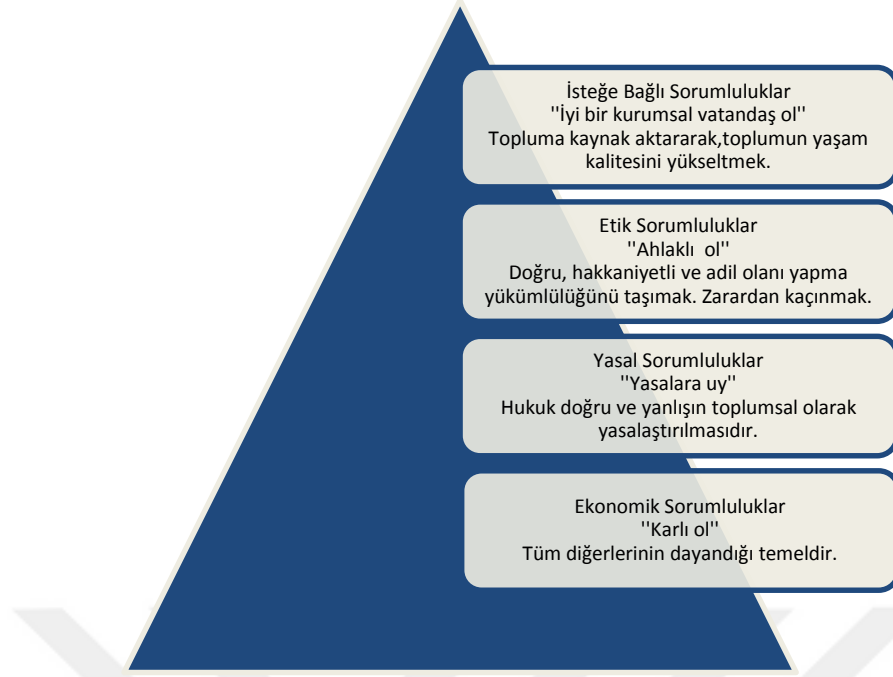 İsteğe Bağlı Sorumluluklar
''İyi bir kurumsal vatandaş ol''
Topluma kaynak aktararak,toplumun yaşam
kalitesini yükseltmek.
Etik Sorumluluklar
''Ahlaklı  ol''
Doğru, hakkaniyetli ve adil olanı yapma
yükümlülüğünü taşımak. Zarardan kaçınmak.
Yasal Sorumluluklar
''Yasalara uy''
Hukuk doğru ve yanlışın toplumsal olarak
yasalaştırılmasıdır.
Ekonomik Sorumluluklar
''Karlı ol''
Tüm diğerlerinin dayandığı temeldir.